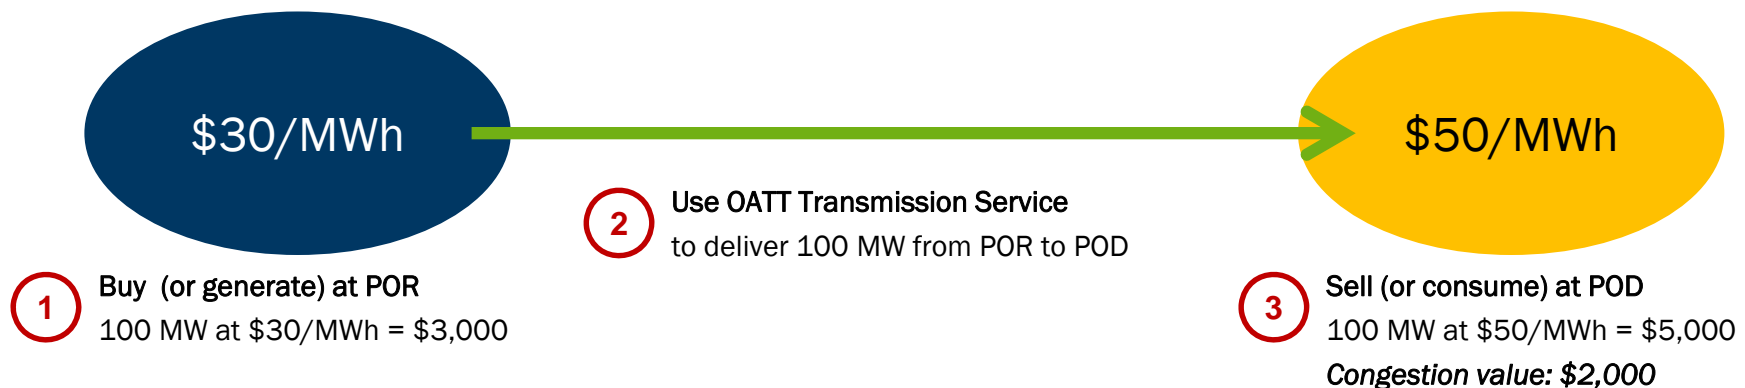 $30/MWh
$50/MWh
2
Use OATT Transmission Service
to deliver 100 MW from POR to POD
1
Buy (or generate) at POR
100 MW at $30/MWh = $3,000
3
Sell (or consume) at POD
100 MW at $50/MWh = $5,000
Congestion value: $2,000